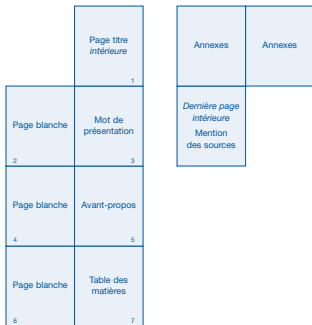 Page titre
intérieure
1
Page blanche
2
Mot de
présentation
3
Page blanche
4
Avant-propos
5
Page blanche
6
Table des
matières
7
Annexes
Annexes
Dernière page
intérieure
Mention
des sources